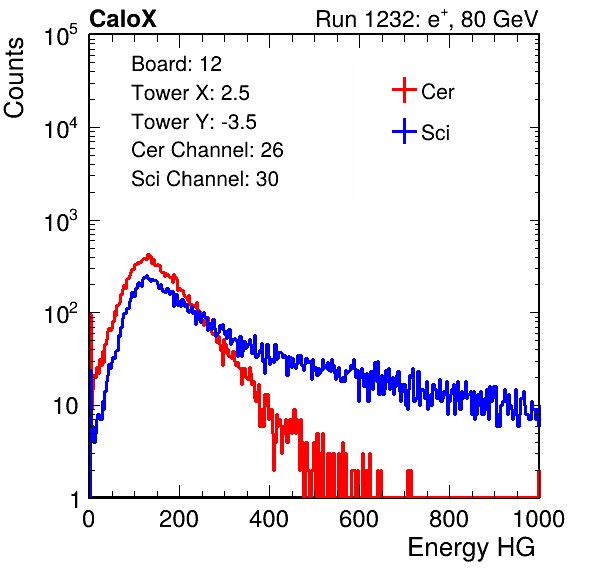 CaloX Run 1232: e⁺, 80 GeV
Counts
10⁵
10⁴
10³
10²
10
1
Board: 12
Tower X: 2.5
Tower Y: -3.5
Cer Channel: 26
Sci Channel: 30
Cer
Sci
0 200 400 600 800 1000
Energy HG